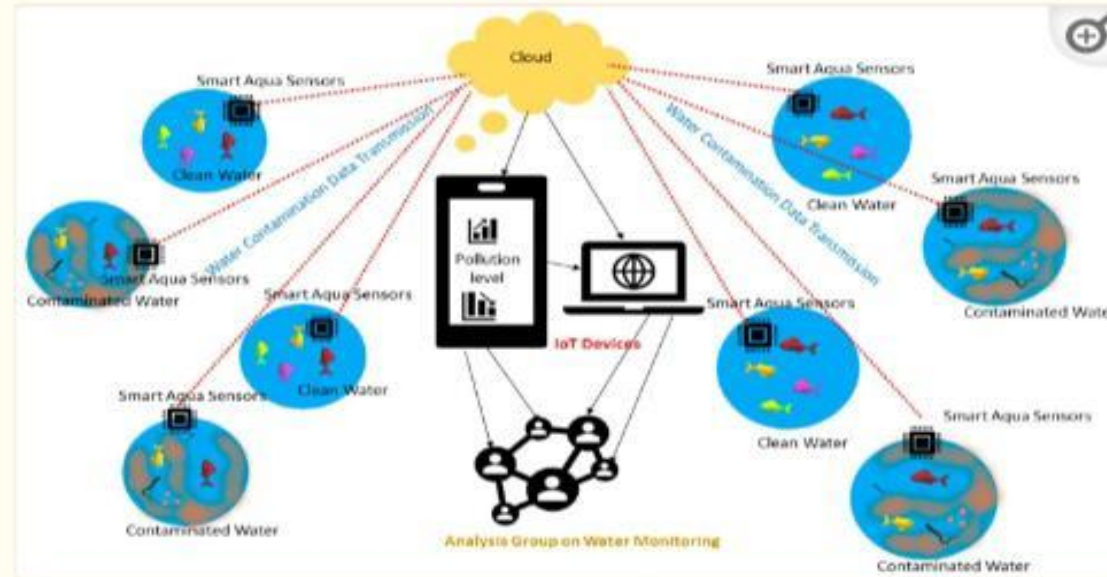 Cloud
Smart Aqua Sensors
Clean Water
Water Contamination Data Transmission
Smart Aqua Sensors
Contaminated Water
Smart Aqua Sensors
Clean Water
Smart Aqua Sensors
Contaminated Water
Pollution
level
IoT Devices
Analysis Group on Water Monitoring
Smart Aqua Sensors
Clean Water
Water Contamination Data Transmission
Smart Aqua Sensors
Contaminated Water
Smart Aqua Sensors
Clean Water
Smart Aqua Sensors
Contaminated Water